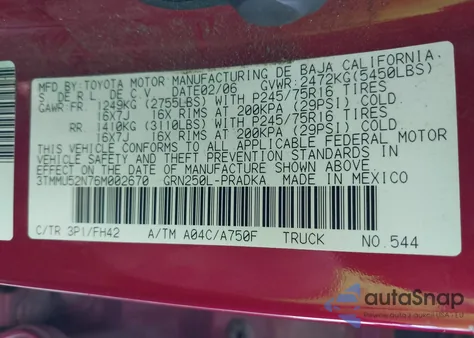 MFD.BY:TOYOTA MOTOR MANUFACTURING DE BAJA CALIFORNIA
S. DE R.L. DE C.V. DATE02/06 GVWR:2472KG(5450LBS)
GAWR FR: 1249KG (2755LBS) WITH P245/75R16 TIRES
16X7J 16X RIMS AT 200KPA (29PSI) COLD
RR 1410KG (3110LBS) WITH P245/75R16 TIRES
16X7J 16X RIMS AT 200KPA (29PSI) COLD
THIS VEHICLE CONFORMS TO ALL APPLICABLE FEDERAL MOTOR
VEHICLE SAFETY AND THEFT PREVENTION STANDARDS IN
EFFECT ON THE DATE OF MANUFACTURE SHOWN ABOVE.
3TMMU52N76M002670 GRN250L-PRADKA MADE IN MEXICO
C/TR 3P1/FH42 A/TM A04C/A750F TRUCK NO.544
autoSnap